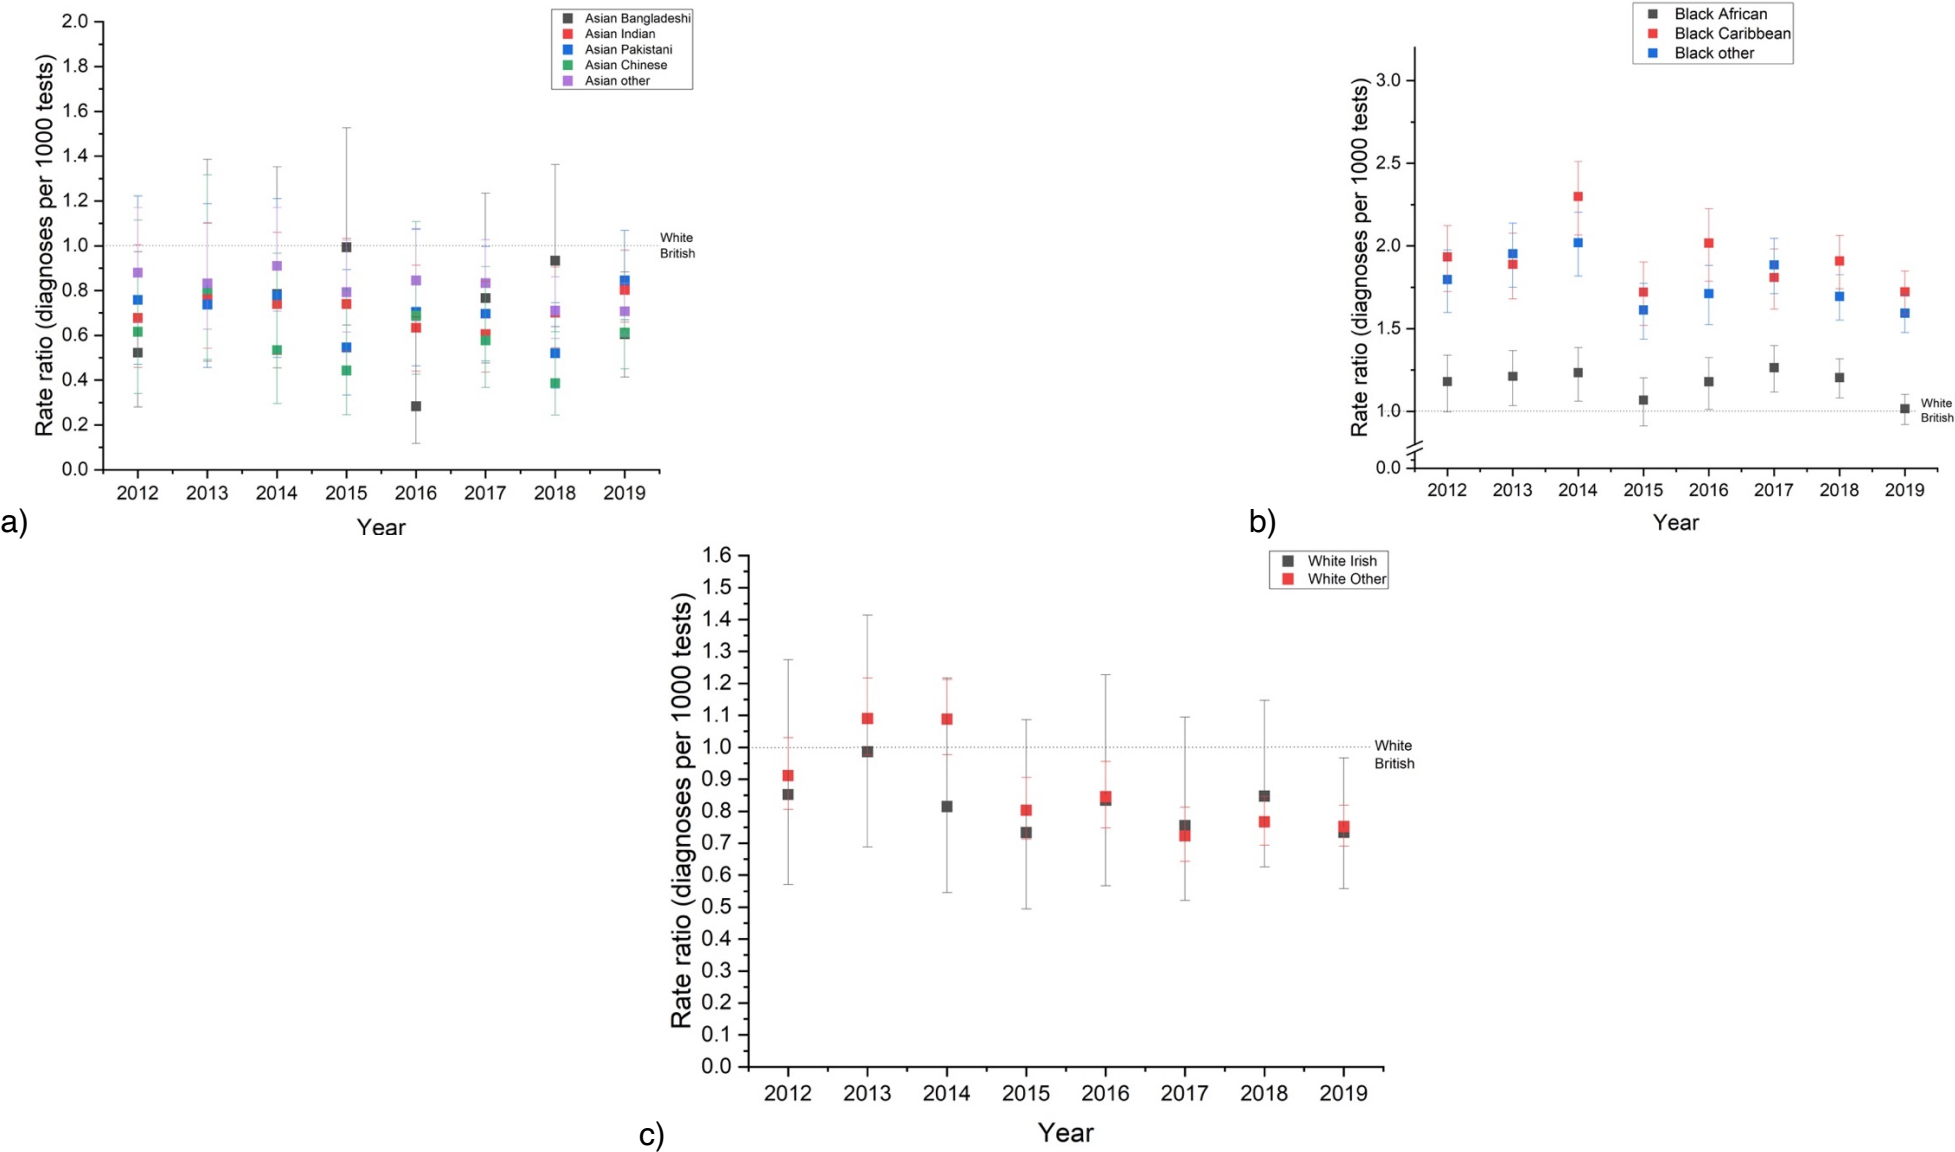 Asian Bangladeshi
Asian Indian
Asian Pakistani
Asian Chinese
Asian other
Rate ratio (diagnoses per 1000 tests)
2.0
1.8
1.6
1.4
1.2
1.0
0.8
0.6
0.4
0.2
0.0
White
British
2012 2013 2014 2015 2016 2017 2018 2019
Year
a)
Black African
Black Caribbean
Black other
Rate ratio (diagnoses per 1000 tests)
3.0
2.5
2.0
1.5
1.0
0.0
White
British
2012 2013 2014 2015 2016 2017 2018 2019
Year
b)
White Irish
White Other
Rate ratio (diagnoses per 1000 tests)
1.6
1.5
1.4
1.3
1.2
1.1
1.0
0.9
0.8
0.7
0.6
0.5
0.4
0.3
0.2
0.1
0.0
White
British
2012 2013 2014 2015 2016 2017 2018 2019
Year
c)